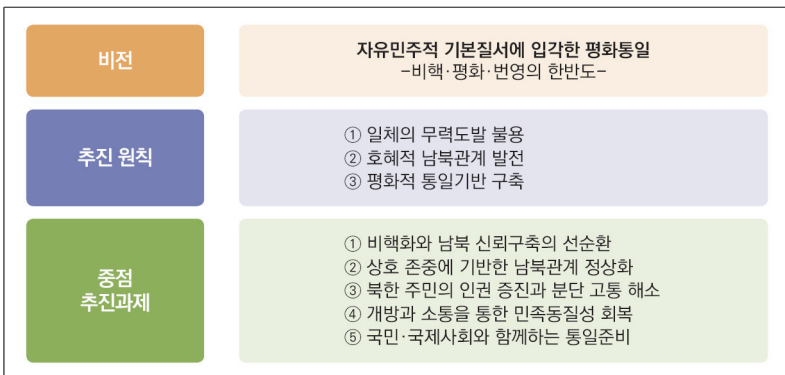 비전
자유민주적 기본질서에 입각한 평화통일
–비핵·평화·번영의 한반도–
추진 원칙
① 일체의 무력도발 불용
② 호혜적 남북관계 발전
③ 평화적 통일기반 구축
중점
추진과제
① 비핵화와 남북 신뢰구축의 선순환
② 상호 존중에 기반한 남북관계 정상화
③ 북한 주민의 인권 증진과 분단 고통 해소
④ 개방과 소통을 통한 민족동질성 회복
⑤ 국민·국제사회와 함께하는 통일준비